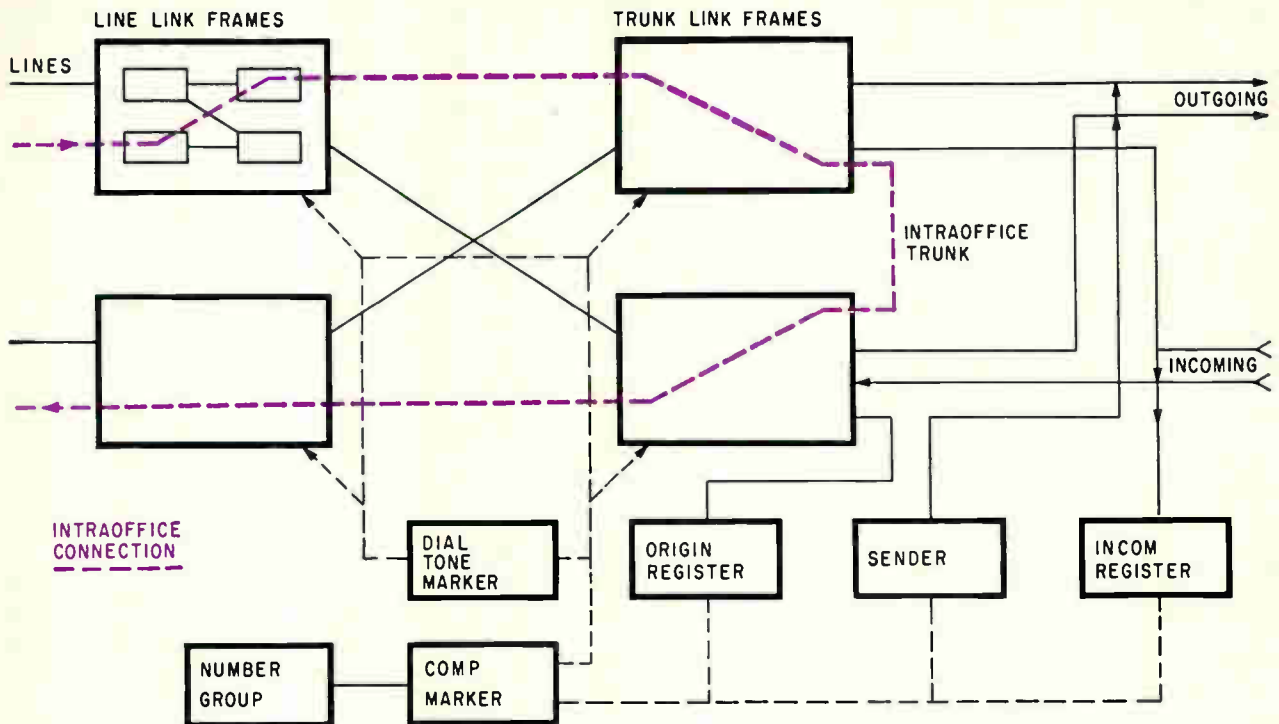 LINE LINK FRAMES
TRUNK LINK FRAMES
LINES
OUTGOING
INTRAOFFICE
TRUNK
INCOMING
INTRAOFFICE
CONNECTION
DIAL
TONE
MARKER
ORIGIN
REGISTER
SENDER
INCOM
REGISTER
NUMBER
GROUP
COMP
MARKER